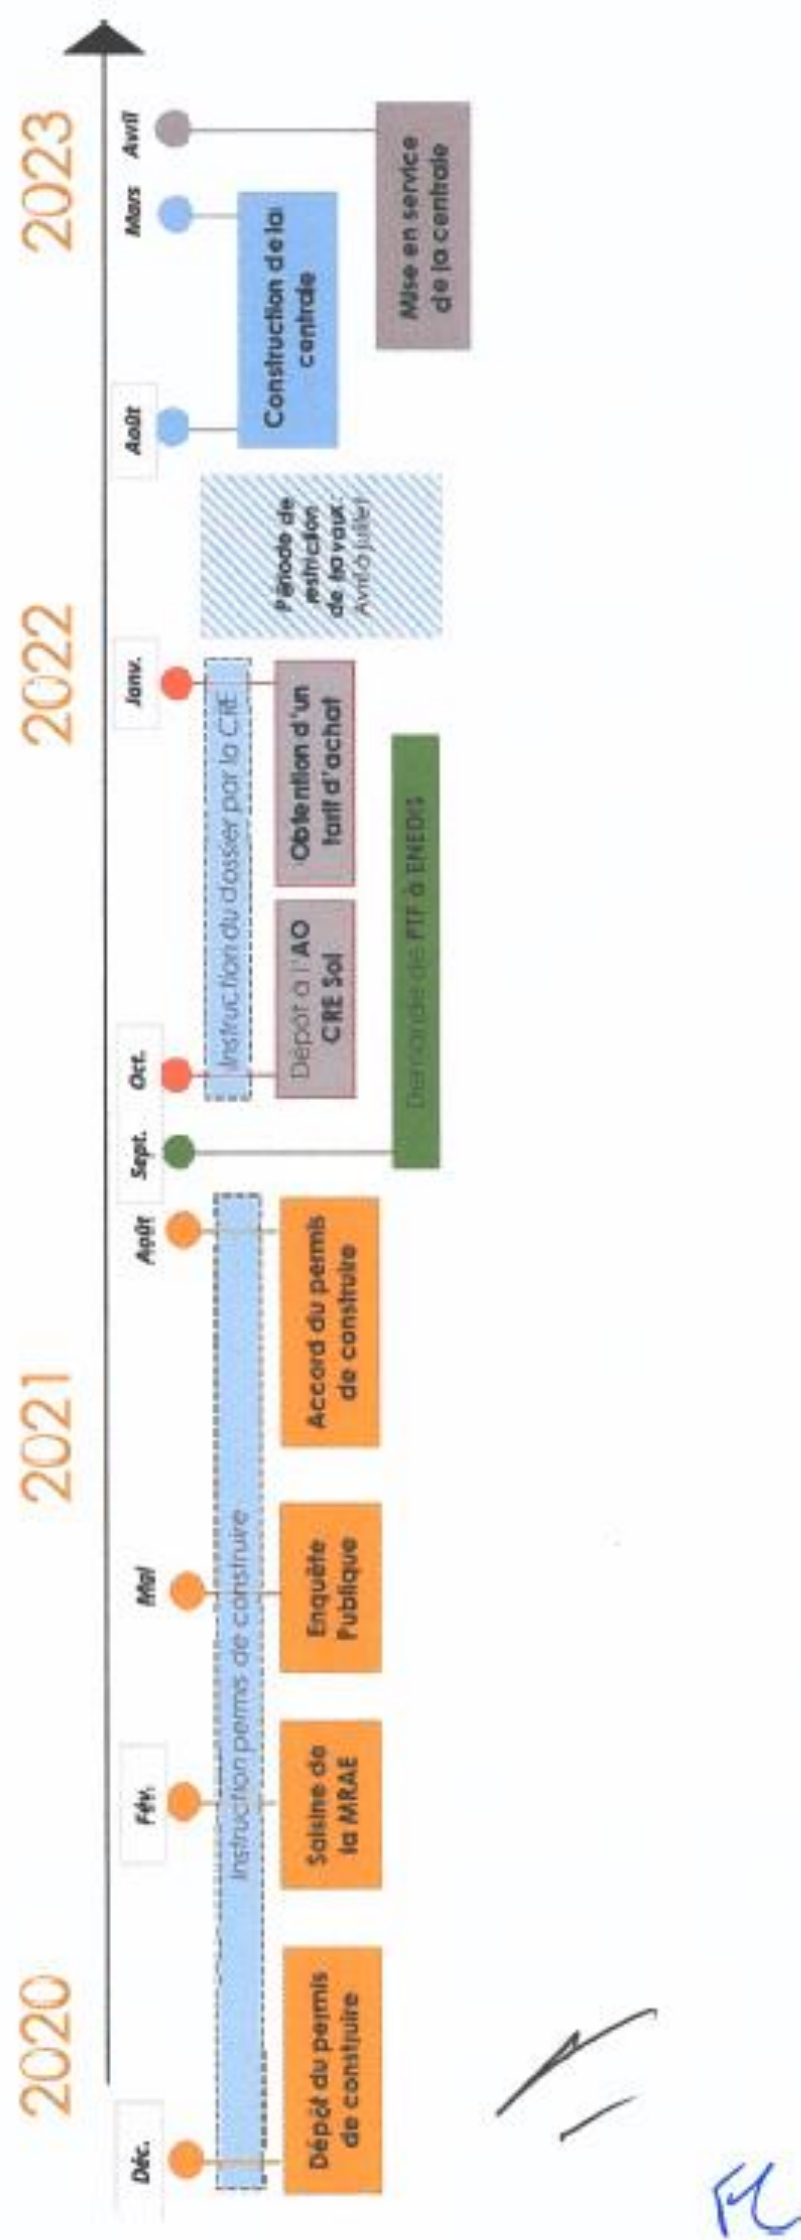 2020
2021
2022
2023
Déc.
Fév.
Mai
Août
Sept.
Oct.
Janv.
Août
Mars
Avril
Instruction permis de construire
Instruction du dossier par la CRE
Dépôt du permis
de construire
Saisine de
la MRAE
Enquête
Publique
Accord du permis
de construire
Dépôt à l'AO
CRE Sol
Obtention d'un
tarif d'achat
Période de
restriction
de travaux:
Avril à juillet
Construction de la
centrale
Mise en service
de la centrale
Demande de PTF à ENEDIS